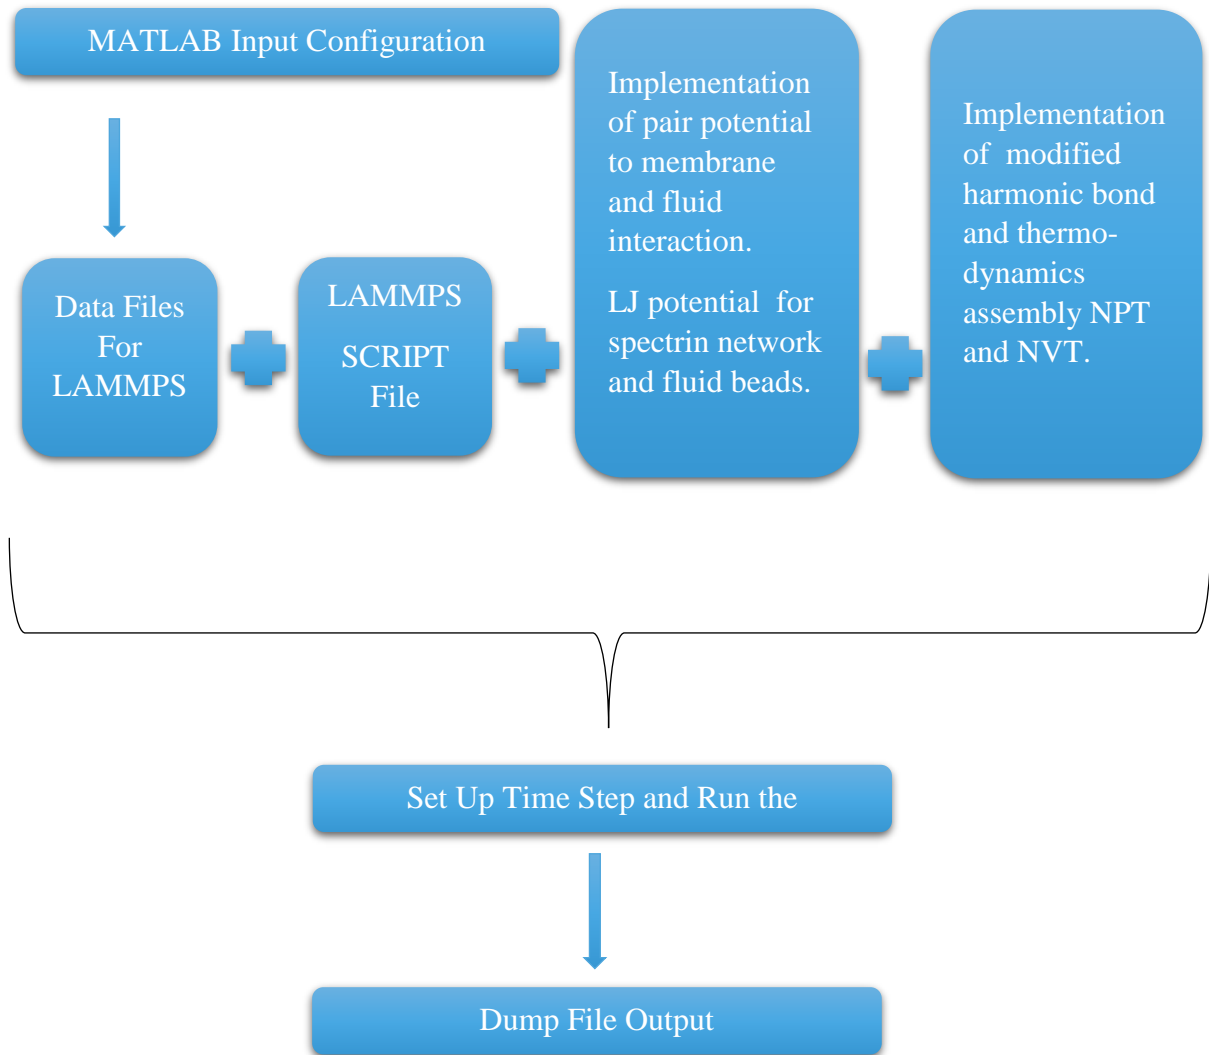 MATLAB Input Configuration
Data Files
For
LAMMPS
LAMMPS
SCRIPT
File
Implementation
of pair potential
to membrane
and fluid
interaction.
LJ potential for
spectrin network
and fluid beads.
Implementation
of modified
harmonic bond
and thermo-
dynamics
assembly NPT
and NVT.
Set Up Time Step and Run the
Dump File Output